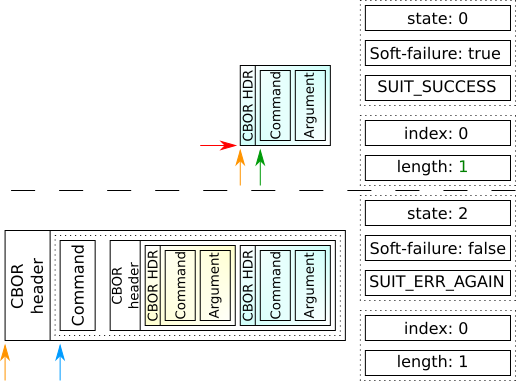 state: 0
Soft-failure: true
SUIT_SUCCESS
CBOR HDR
Command
Argument
index: 0
length: 1
state: 2
Soft-failure: false
SUIT_ERR_AGAIN
CBOR
header
Command
CBOR
header
CBOR HDR
Command
Argument
CBOR HDR
Command
Argument
index: 0
length: 1